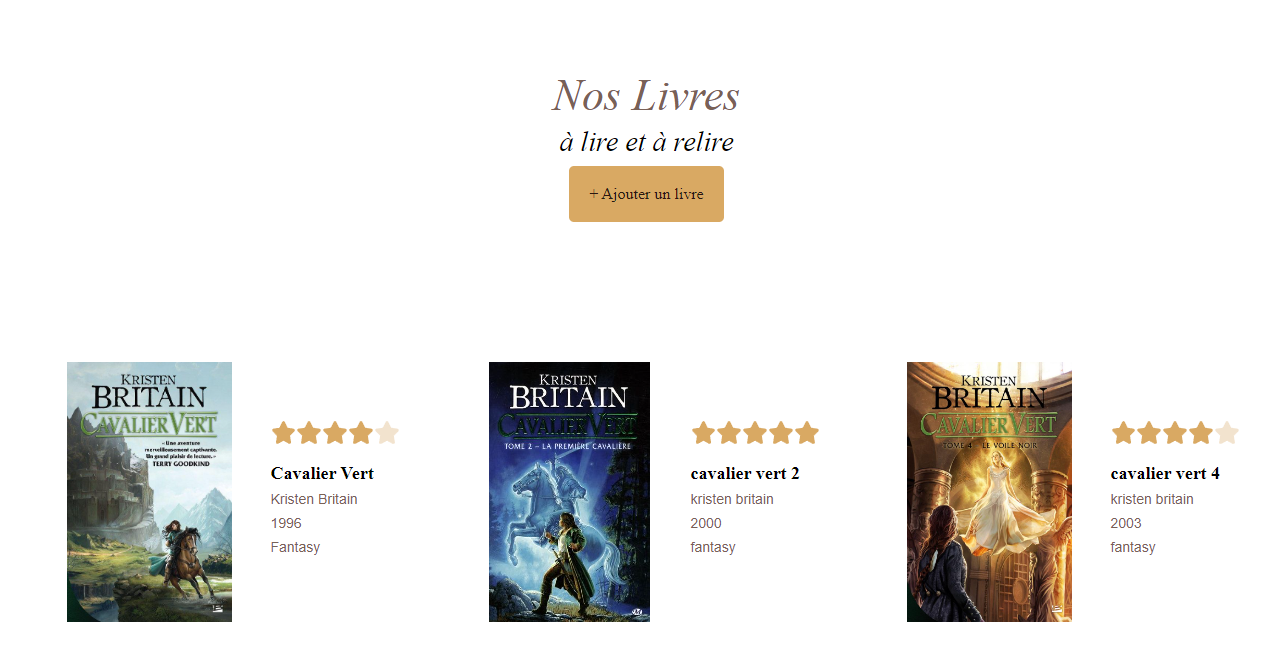 Nos Livres
à lire et à relire
+ Ajouter un livre
KRISTEN
BRITAIN
CAVALIER VERT
« Une aventure
merveilleusement captivante.
Un grand plaisir de lecture. »
TERRY GOODKIND
Cavalier Vert
Kristen Britain
1996
Fantasy
KRISTEN
BRITAIN
CAVALIER VERT
TOME 2 – LA PREMIÈRE CAVALIÈRE
cavalier vert 2
kristen britain
2000
fantasy
KRISTEN
BRITAIN
CAVALIER VERT
TOME 4 – LE VOILE NOIR
cavalier vert 4
kristen britain
2003
fantasy